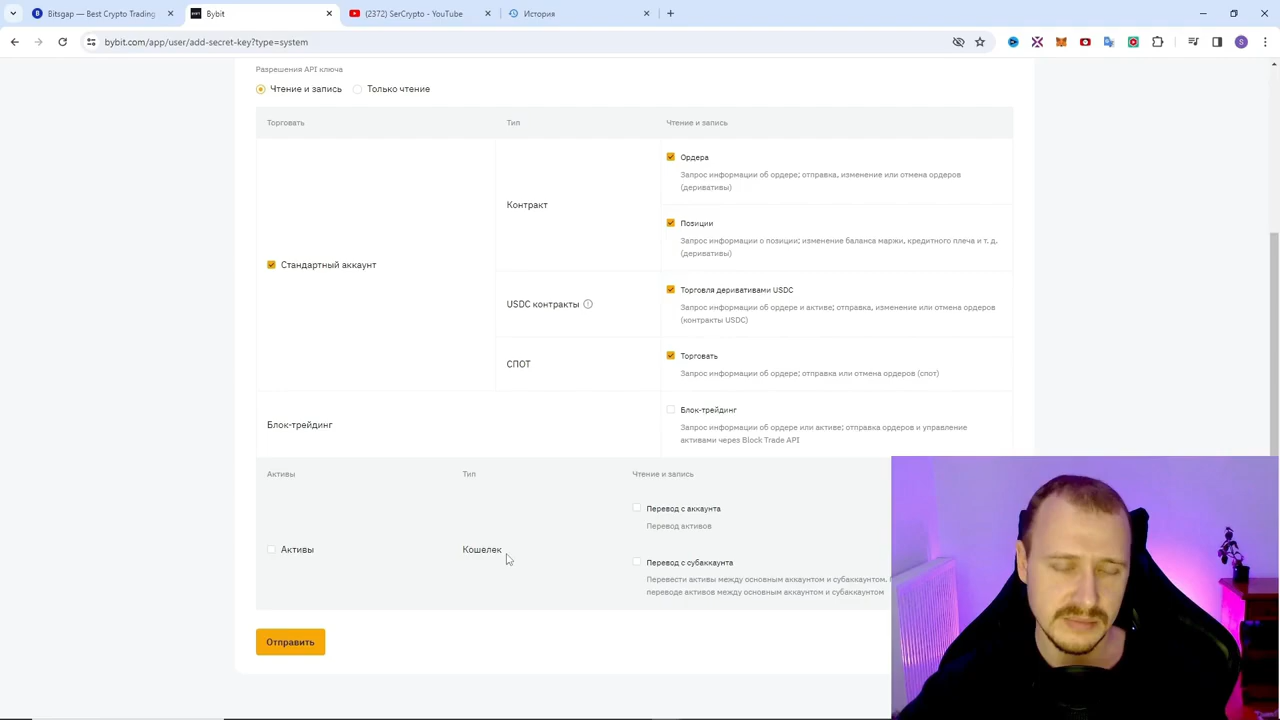 Bitsgap — Best Crypto Trading
Bybit
(2372) SerCrypto - YouTube
История
bybit.com/app/user/add-secret-key?type=system
S
Разрешения API ключа
Чтение и запись
Только чтение
Торговать
Тип
Чтение и запись
Стандартный аккаунт
Контракт
Ордера
Запрос информации об ордере; отправка, изменение или отмена ордеров
(деривативы)
Позиции
Запрос информации о позиции; изменение баланса маржи, кредитного плеча и т. д.
(деривативы)
USDC контракты
Торговля деривативами USDC
Запрос информации об ордере и активе; отправка, изменение или отмена ордеров
(контракты USDC)
СПОТ
Торговать
Запрос информации об ордере; отправка или отмена ордеров (спот)
Блок-трейдинг
Блок-трейдинг
Запрос информации об ордере или активе; отправка ордеров и управление
активами через Block Trade API
Активы
Тип
Чтение и запись
Активы
Кошелек
Перевод с аккаунта
Перевод активов
Перевод с субаккаунта
Перевести активы между основным аккаунтом и субаккаунтом.
переводе активов между основным аккаунтом и субаккаунтом
Отправить